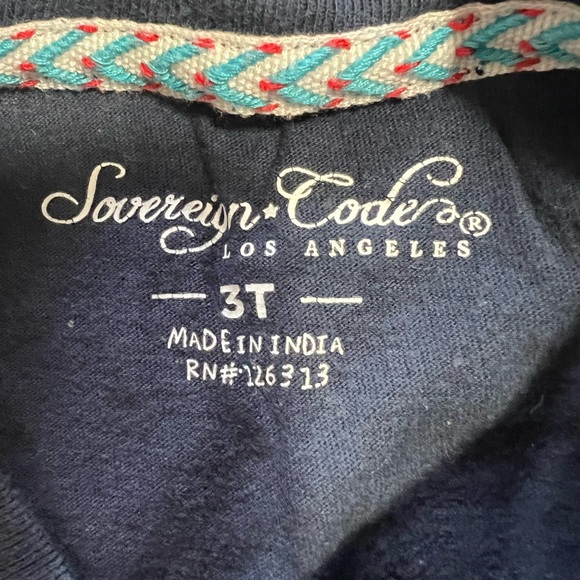 Sovereign ★ Code®
LOS ANGELES
— 3T —
MADE IN INDIA
RN#:126313